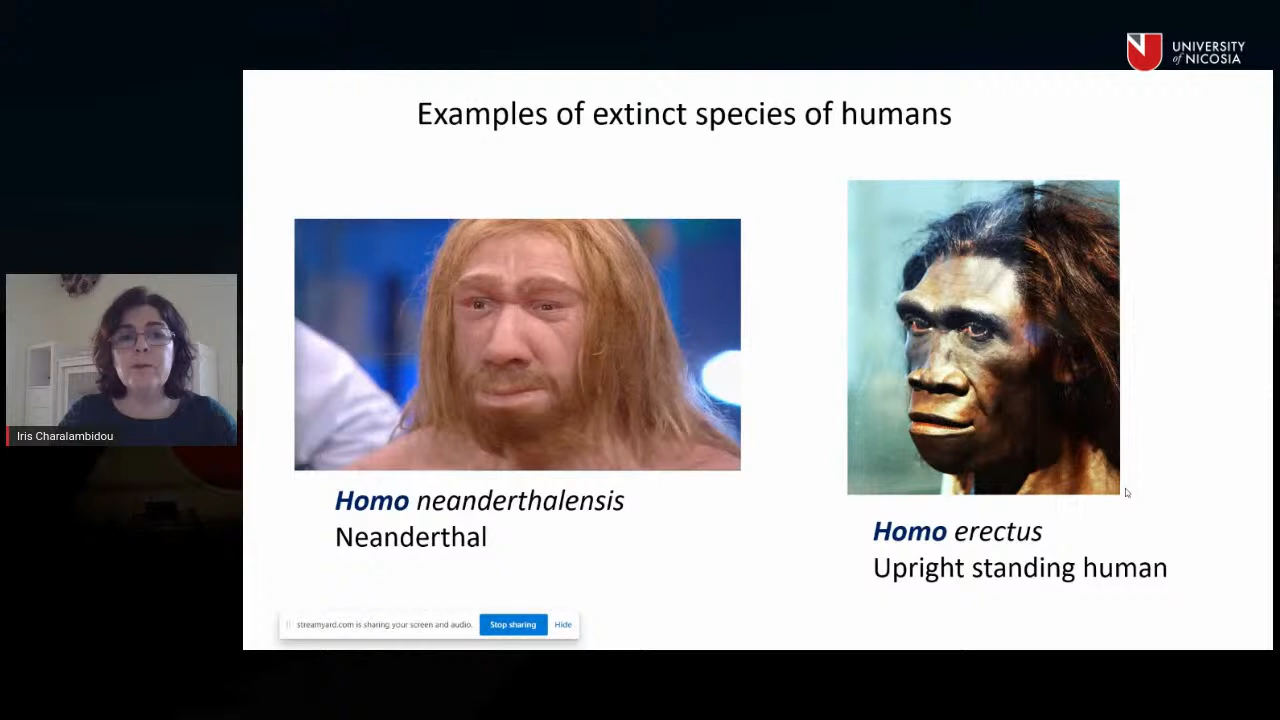 UNIVERSITY
of NICOSIA
Examples of extinct species of humans
Iris Charalambidou
Homo neanderthalensis
Neanderthal
Homo erectus
Upright standing human
streamyard.com is sharing your screen and audio. Stop sharing Hide